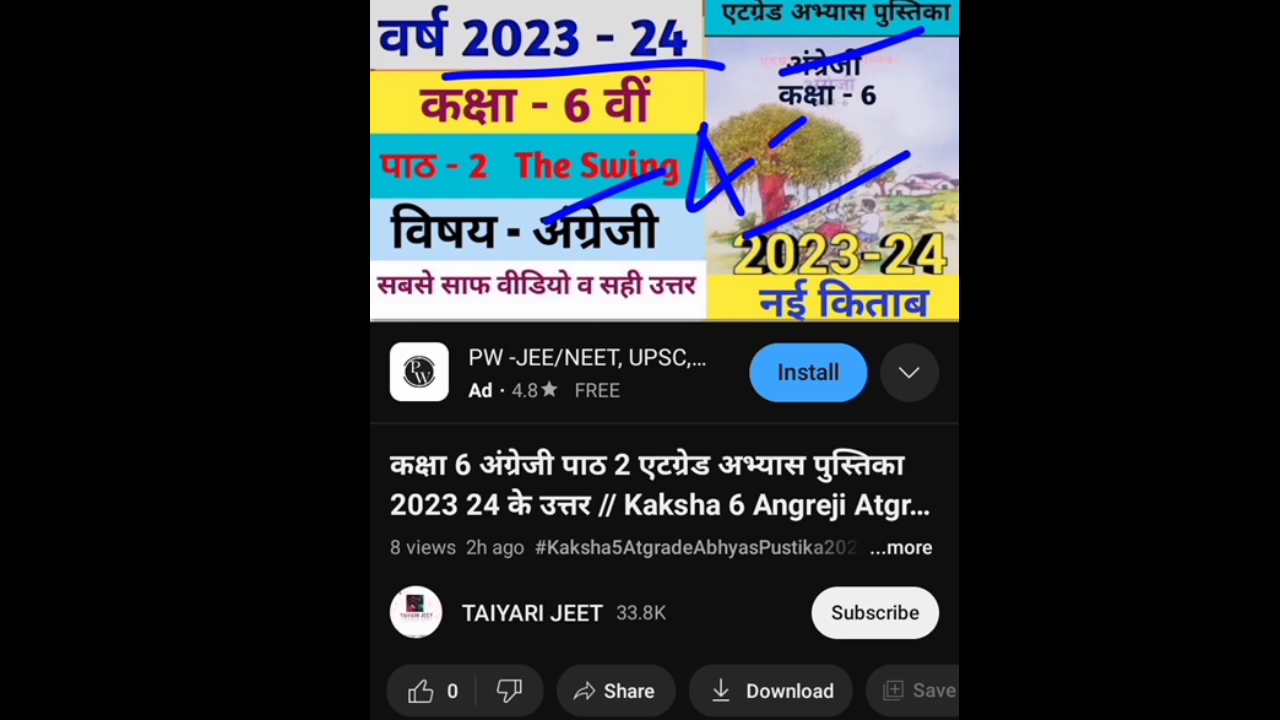 वर्ष 2023 - 24
कक्षा - 6 वीं
पाठ - 2 The Swing
विषय - अंग्रेजी
सबसे साफ वीडियो व सही उत्तर
एटग्रेड अभ्यास पुस्तिका
अंग्रेजी
कक्षा - 6
2023-24
नई किताब
PW -JEE/NEET, UPSC,...
Ad · 4.8★ FREE
Install
कक्षा 6 अंग्रेजी पाठ 2 एटग्रेड अभ्यास पुस्तिका
2023 24 के उत्तर // Kaksha 6 Angreji Atgr...
8 views 2h ago #Kaksha5AtgradeAbhyasPustika202 ...more
TAIYARI JEET 33.8K
Subscribe
0 Share Download Save